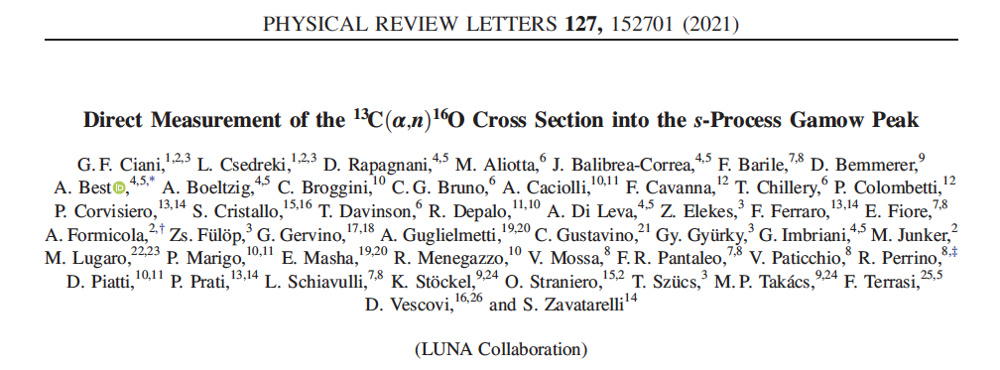 PHYSICAL REVIEW LETTERS 127, 152701 (2021)
Direct Measurement of the ¹³C(α,n)¹⁶O Cross Section into the s-Process Gamow Peak
G. F. Ciani,¹,²,³ L. Csedreki,¹,²,³ D. Rapagnani,⁴,⁵ M. Aliotta,⁶ J. Balibrea-Correa,⁴,⁵ F. Barile,⁷,⁸ D. Bemmerer,⁹
A. Best,⁴,⁵,* A. Boeltzig,⁴,⁵ C. Broggini,¹⁰ C. G. Bruno,⁶ A. Caciolli,¹⁰,¹¹ F. Cavanna,¹² T. Chillery,⁶ P. Colombetti,¹²
P. Corvisiero,¹³,¹⁴ S. Cristallo,¹⁵,¹⁶ T. Davinson,⁶ R. Depalo,¹¹,¹⁰ A. Di Leva,⁴,⁵ Z. Elekes,³ F. Ferraro,¹³,¹⁴ E. Fiore,⁷,⁸
A. Formicola,²,† Zs. Fülöp,³ G. Gervino,¹⁷,¹⁸ A. Guglielmetti,¹⁹,²⁰ C. Gustavino,²¹ Gy. Gyürky,³ G. Imbriani,⁴,⁵ M. Junker,²
M. Lugaro,²²,²³ P. Marigo,¹⁰,¹¹ E. Masha,¹⁹,²⁰ R. Menegazzo,¹⁰ V. Mossa,⁸ F. R. Pantaleo,⁷,⁸ V. Paticchio,⁸ R. Perrino,⁸,‡
D. Piatti,¹⁰,¹¹ P. Prati,¹³,¹⁴ L. Schiavulli,⁷,⁸ K. Stöckel,⁹,²⁴ O. Straniero,¹⁵,² T. Szücs,³ M. P. Takács,⁹,²⁴ F. Terrasi,²⁵,⁵
D. Vescovi,¹⁶,²⁶ and S. Zavatarelli¹⁴
(LUNA Collaboration)